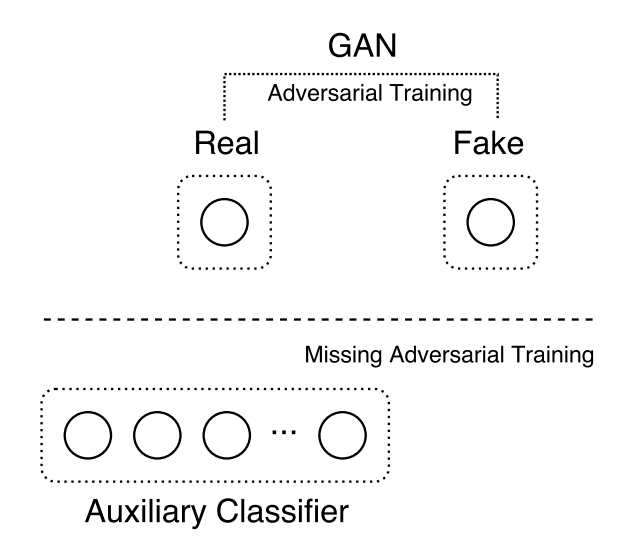 GAN
Adversarial Training
Real Fake
Missing Adversarial Training
...
Auxiliary Classifier